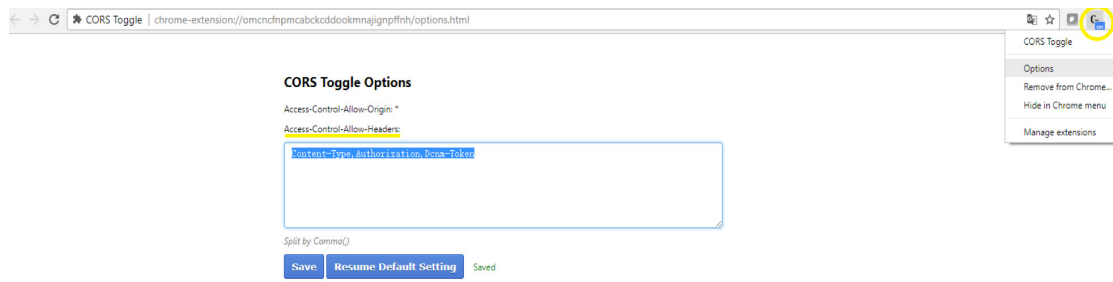 CORS Toggle | chrome-extension://omcncfnpmcabckcddookmnajignpffnh/options.html
CORS Toggle
Options
Remove from Chrome...
Hide in Chrome menu
Manage extensions
CORS Toggle Options
Access-Control-Allow-Origin: *
Access-Control-Allow-Headers:
Content-Type,Authorization,Dcnm-Token
Split by Comma(,)
Save
Resume Default Setting
Saved